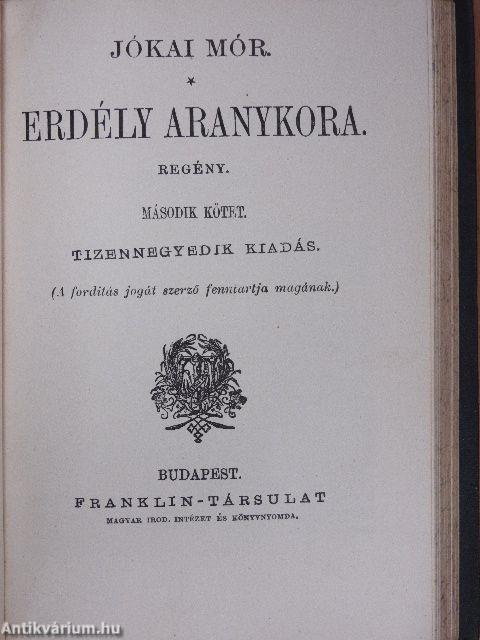 JÓKAI MÓR.
*
ERDÉLY ARANYKORA.
REGÉNY.
MÁSODIK KÖTET.
TIZENNEGYEDIK KIADÁS.
(A fordítás jogát szerző fenntartja magának.)
BUDAPEST.
FRANKLIN-TÁRSULAT
MAGYAR IROD. INTÉZET ÉS KÖNYVNYOMDA.
Antikvárium.hu